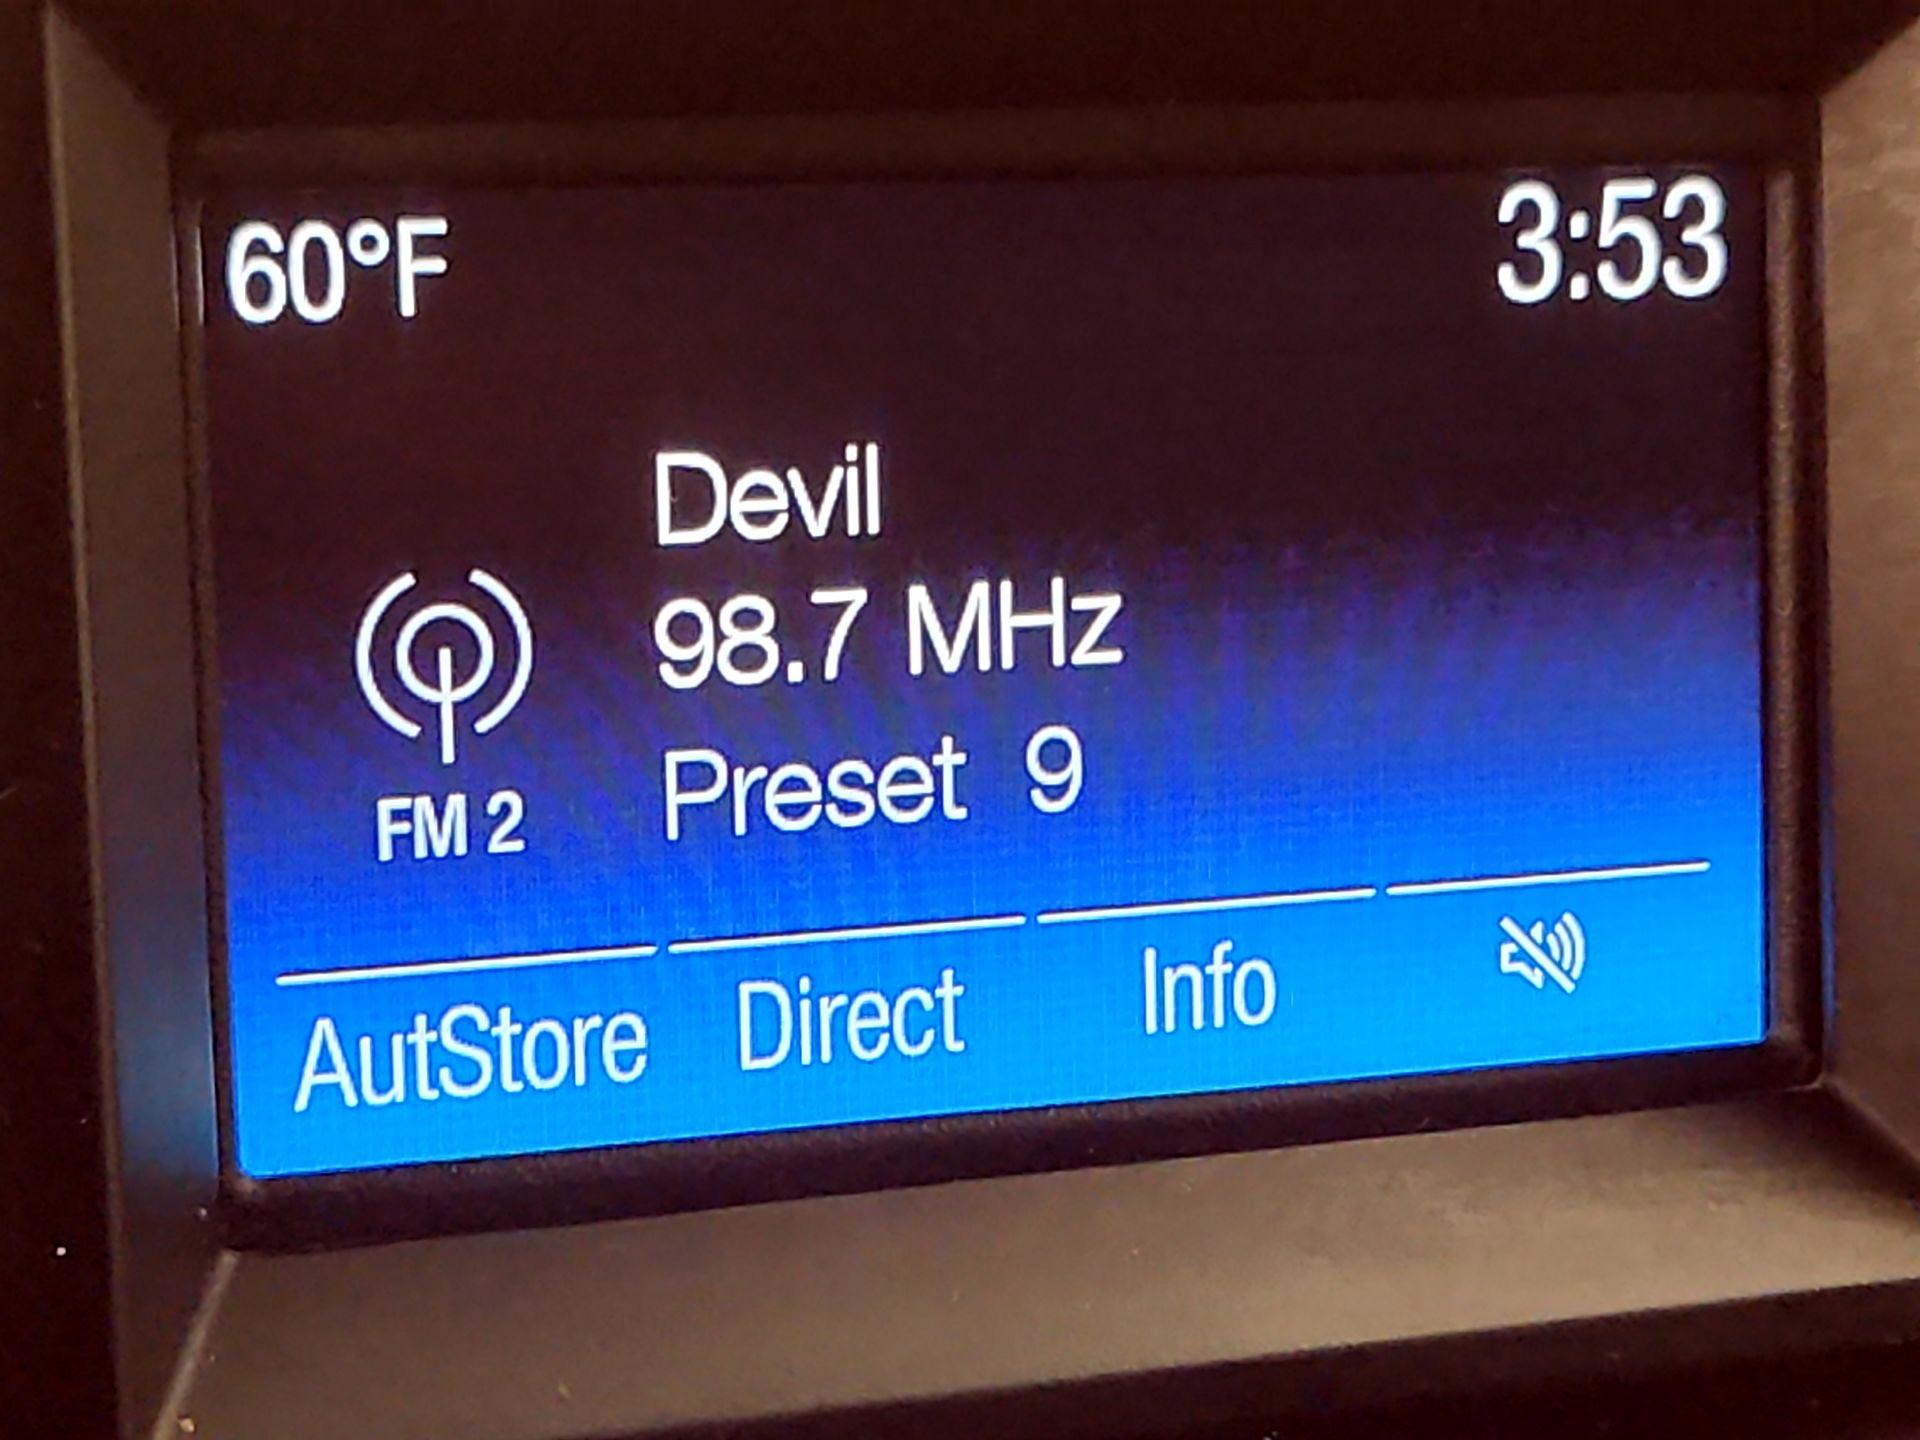 60°F 3:53
Devil
98.7 MHz
Preset 9
FM 2
AutStore Direct Info